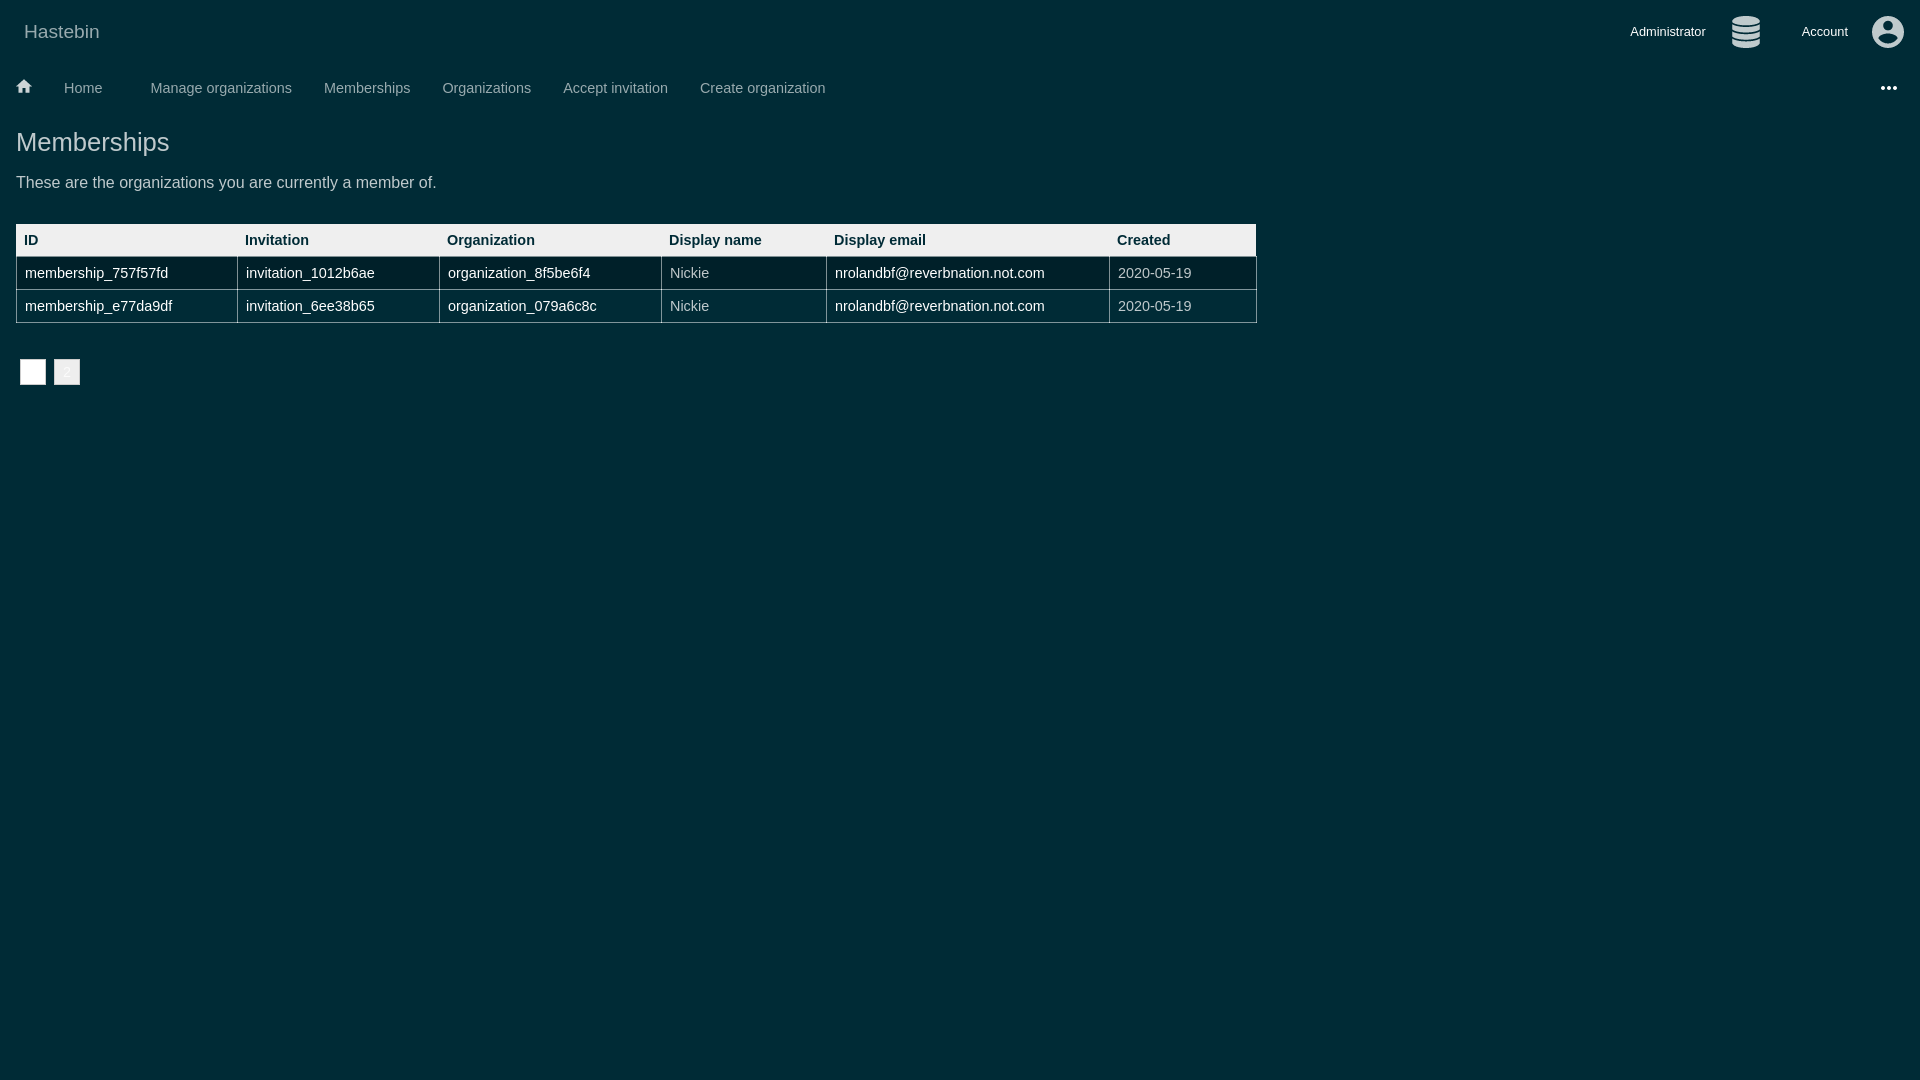 Hastebin
Administrator
Account
Home
Manage organizations
Memberships
Organizations
Accept invitation
Create organization
Memberships
These are the organizations you are currently a member of.
ID Invitation Organization Display name Display email Created
membership_757f57fd invitation_1012b6ae organization_8f5be6f4 Nickie nrolandbf@reverbnation.not.com 2020-05-19
membership_e77da9df invitation_6ee38b65 organization_079a6c8c Nickie nrolandbf@reverbnation.not.com 2020-05-19
2